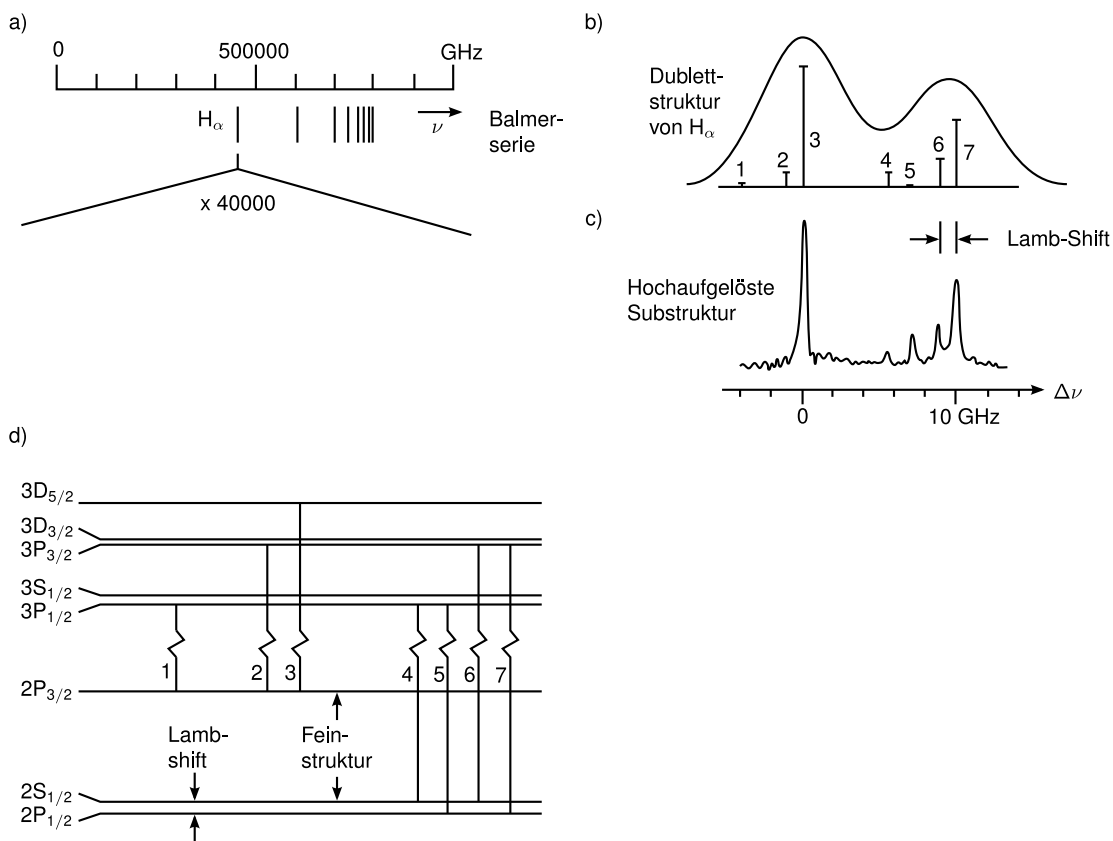 a)
0
500000
GHz
Hα
ν
Balmer-
serie
x 40000
b)
Dublett-
struktur
von Hα
1
2
3
4
5
6
7
c)
Lamb-Shift
Hochaufgelöste
Substruktur
0
10 GHz
Δν
d)
3D5/2
3D3/2
3P3/2
3S1/2
3P1/2
1
2
3
4
5
6
7
2P3/2
Lamb-
shift
Fein-
struktur
2S1/2
2P1/2